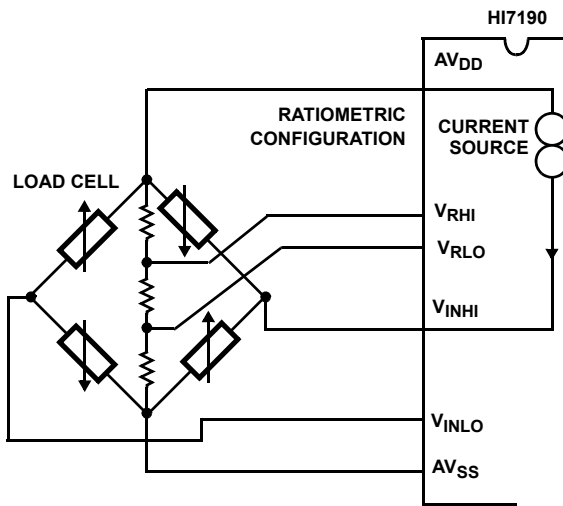 HI7190
AVDD
RATIOMETRIC
CONFIGURATION
CURRENT
SOURCE
LOAD CELL
VRHI
VRLO
VINHI
VINLO
AVSS